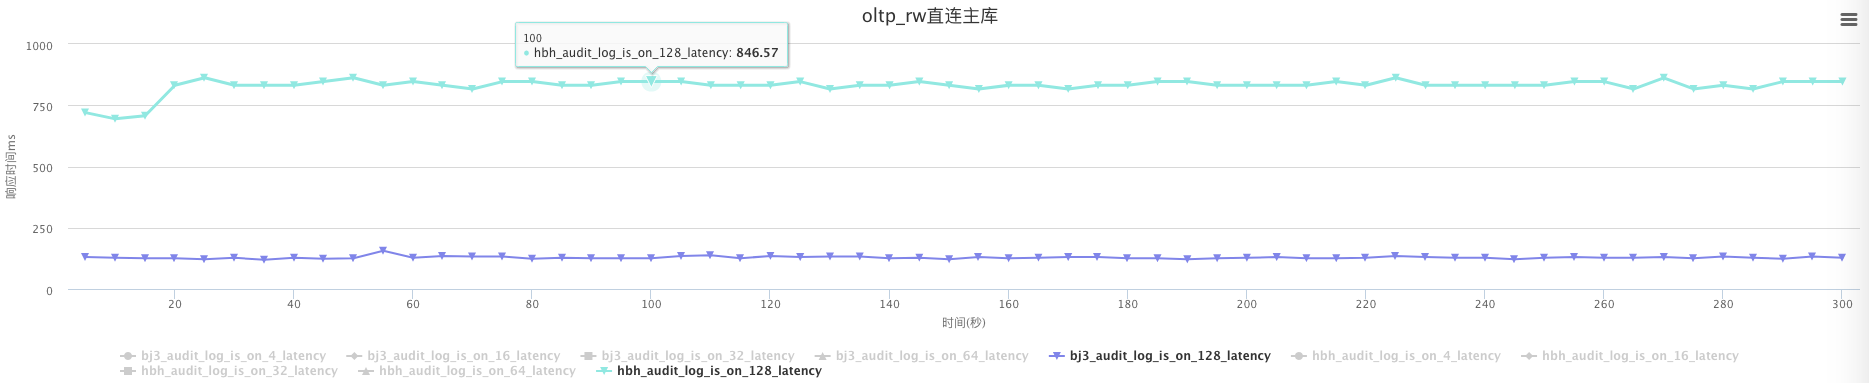 oltp_rw直连主库
100
hbh_audit_log_is_on_128_latency: 846.57
1000
750
500
250
0
响应时间ms
20 40 60 80 100 120 140 160 180 200 220 240 260 280 300
时间(秒)
bj3_audit_log_is_on_4_latency bj3_audit_log_is_on_16_latency bj3_audit_log_is_on_32_latency bj3_audit_log_is_on_64_latency bj3_audit_log_is_on_128_latency hbh_audit_log_is_on_4_latency hbh_audit_log_is_on_16_latency
hbh_audit_log_is_on_32_latency hbh_audit_log_is_on_64_latency hbh_audit_log_is_on_128_latency